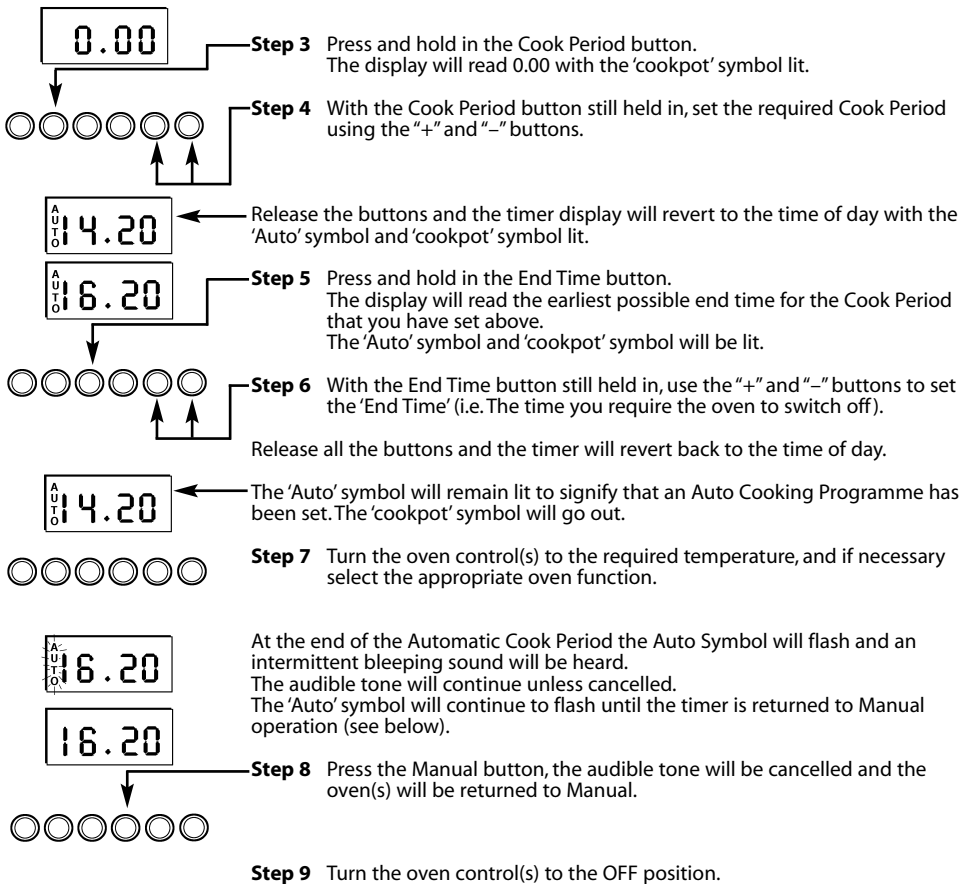 0.00
Step 3 Press and hold in the Cook Period button.
The display will read 0.00 with the 'cookpot' symbol lit.
Step 4 With the Cook Period button still held in, set the required Cook Period
using the "+" and "–" buttons.
AUTO 14.20
Release the buttons and the timer display will revert to the time of day with the
'Auto' symbol and 'cookpot' symbol lit.
AUTO 16.20
Step 5 Press and hold in the End Time button.
The display will read the earliest possible end time for the Cook Period
that you have set above.
The 'Auto' symbol and 'cookpot' symbol will be lit.
Step 6 With the End Time button still held in, use the "+" and "–" buttons to set
the 'End Time' (i.e. The time you require the oven to switch off).
Release all the buttons and the timer will revert back to the time of day.
AUTO 14.20
The 'Auto' symbol will remain lit to signify that an Auto Cooking Programme has
been set. The 'cookpot' symbol will go out.
Step 7 Turn the oven control(s) to the required temperature, and if necessary
select the appropriate oven function.
AUTO 16.20
At the end of the Automatic Cook Period the Auto Symbol will flash and an
intermittent bleeping sound will be heard.
The audible tone will continue unless cancelled.
The 'Auto' symbol will continue to flash until the timer is returned to Manual
operation (see below).
16.20
Step 8 Press the Manual button, the audible tone will be cancelled and the
oven(s) will be returned to Manual.
Step 9 Turn the oven control(s) to the OFF position.